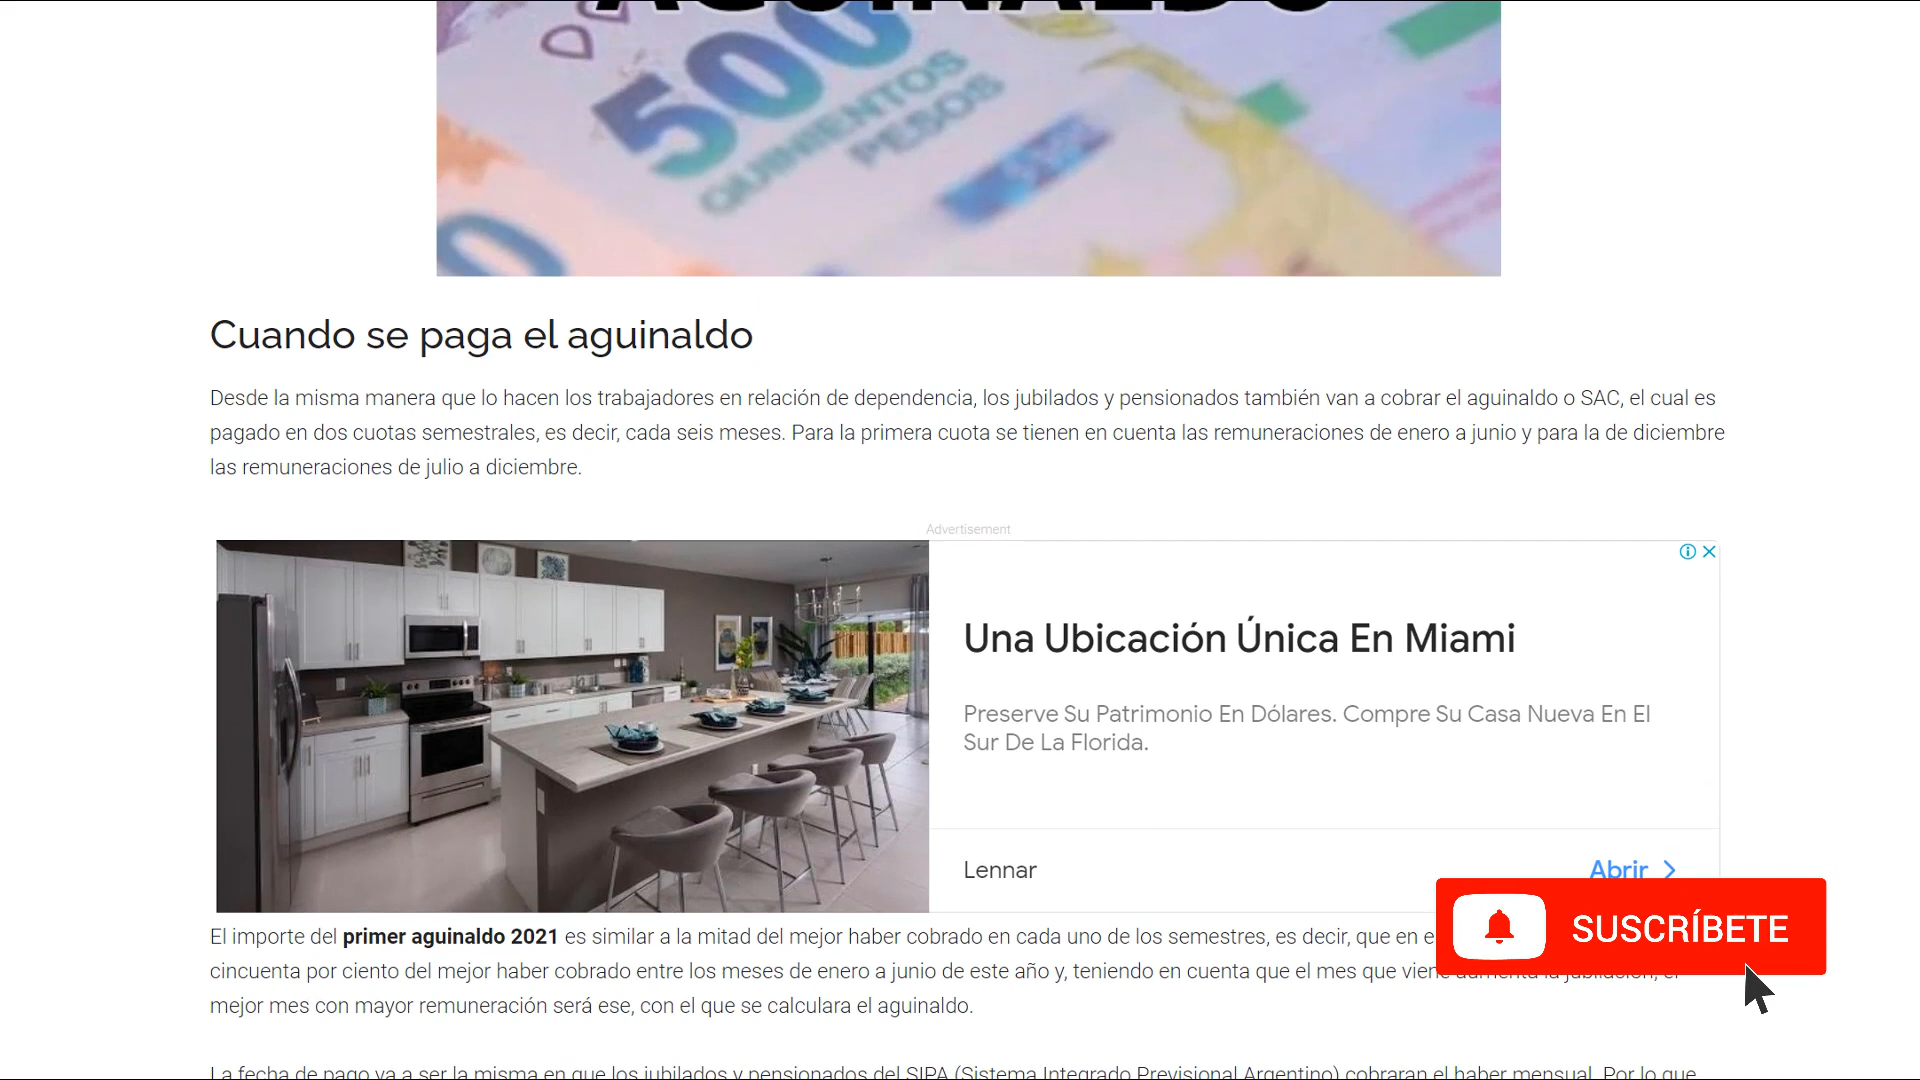 AGUINALDO
500
QUINIENTOS
PESOS
Cuando se paga el aguinaldo
Desde la misma manera que lo hacen los trabajadores en relación de dependencia, los jubilados y pensionados también van a cobrar el aguinaldo o SAC, el cual es
pagado en dos cuotas semestrales, es decir, cada seis meses. Para la primera cuota se tienen en cuenta las remuneraciones de enero a junio y para la de diciembre
las remuneraciones de julio a diciembre.
Advertisement
Una Ubicación Única En Miami
Preserve Su Patrimonio En Dólares. Compre Su Casa Nueva En El
Sur De La Florida.
Lennar
Abrir
SUSCRÍBETE
El importe del primer aguinaldo 2021 es similar a la mitad del mejor haber cobrado en cada uno de los semestres, es decir, que en
cincuenta por ciento del mejor haber cobrado entre los meses de enero a junio de este año y, teniendo en cuenta que el mes que viene aumenta la jubilación, el
mejor mes con mayor remuneración será ese, con el que se calculara el aguinaldo.
La fecha de pago va a ser la misma en que los jubilados y pensionados del SIPA (Sistema Integrado Previsional Argentino) cobraran el haber mensual. Por lo que